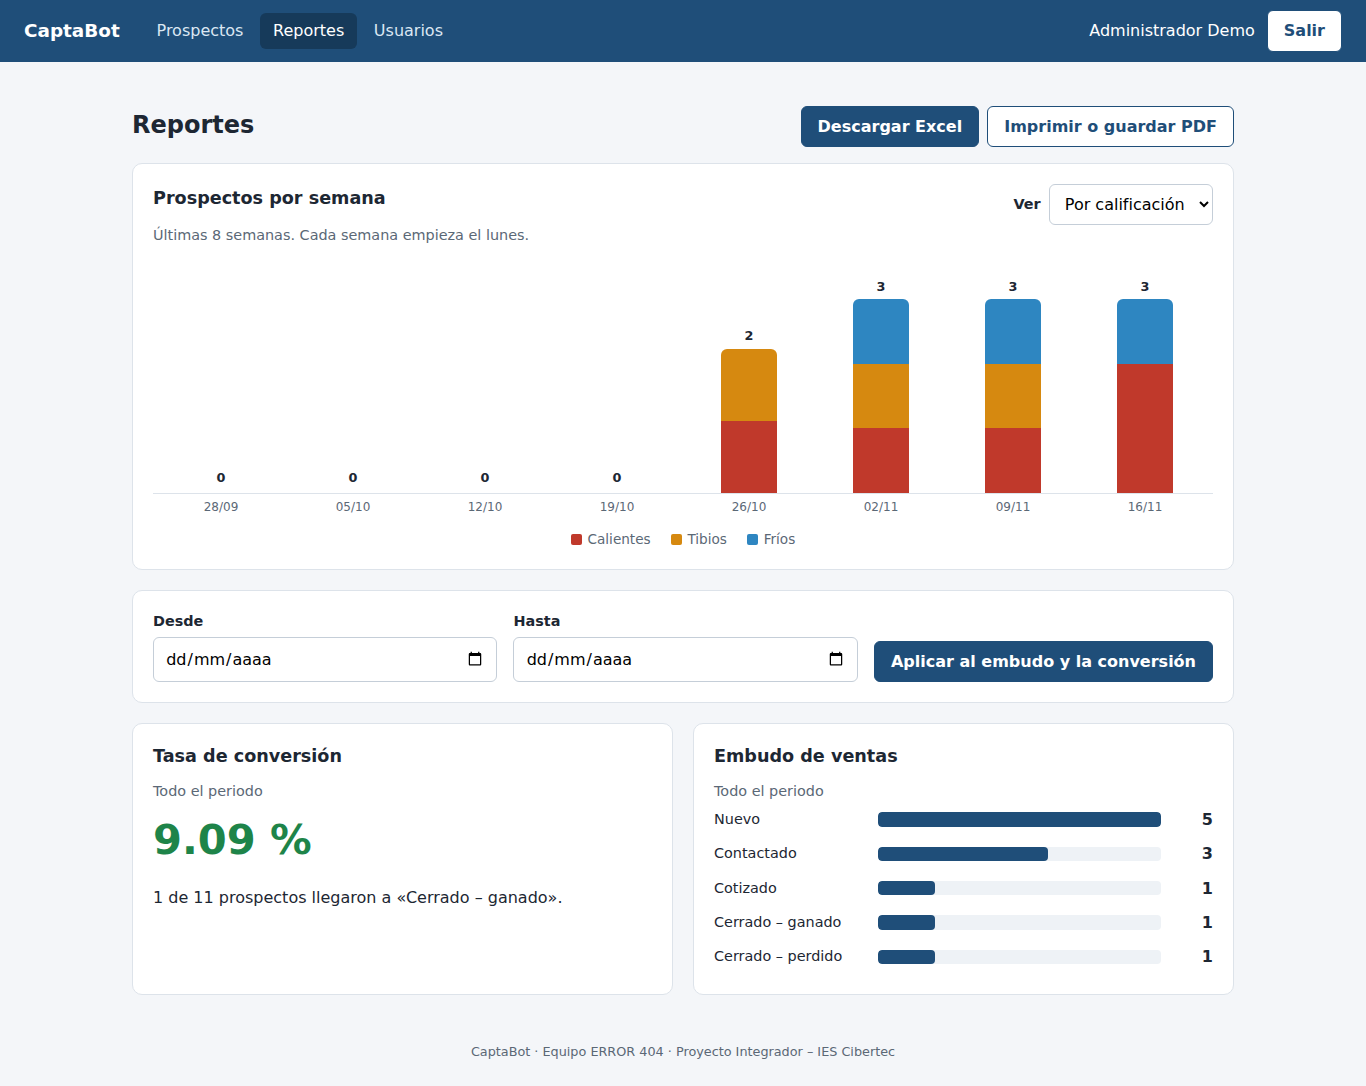 CaptaBot Prospectos Reportes Usuarios Administrador Demo Salir
Reportes Descargar Excel Imprimir o guardar PDF
Prospectos por semana Ver Por calificación
Últimas 8 semanas. Cada semana empieza el lunes.
0 0 0 0 2 3 3 3
28/09 05/10 12/10 19/10 26/10 02/11 09/11 16/11
Calientes Tibios Fríos
Desde Hasta
dd/mm/aaaa dd/mm/aaaa Aplicar al embudo y la conversión
Tasa de conversión
Todo el periodo
9.09 %
1 de 11 prospectos llegaron a «Cerrado – ganado».
Embudo de ventas
Todo el periodo
Nuevo 5
Contactado 3
Cotizado 1
Cerrado – ganado 1
Cerrado – perdido 1
CaptaBot · Equipo ERROR 404 · Proyecto Integrador – IES Cibertec